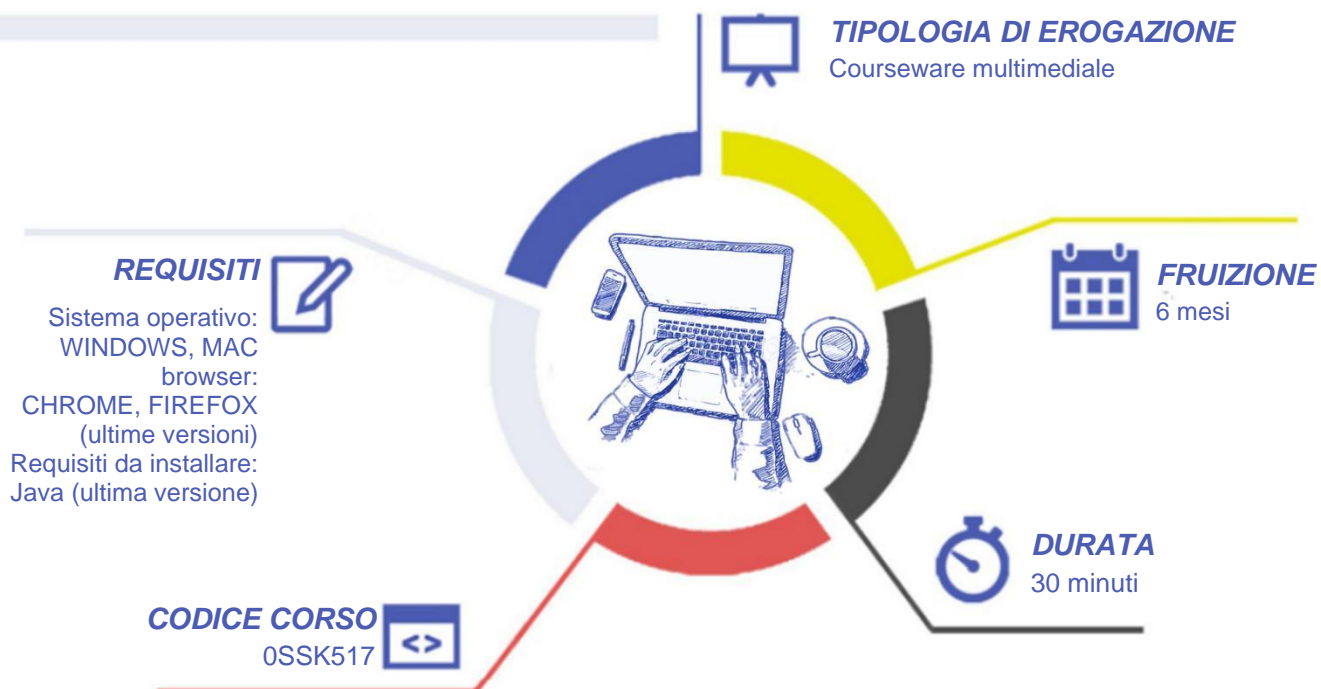 TIPOLOGIA DI EROGAZIONE
Courseware multimediale
REQUISITI
Sistema operativo:
WINDOWS, MAC
browser:
CHROME, FIREFOX
(ultime versioni)
Requisiti da installare:
Java (ultima versione)
FRUIZIONE
6 mesi
DURATA
30 minuti
CODICE CORSO
0SSK517